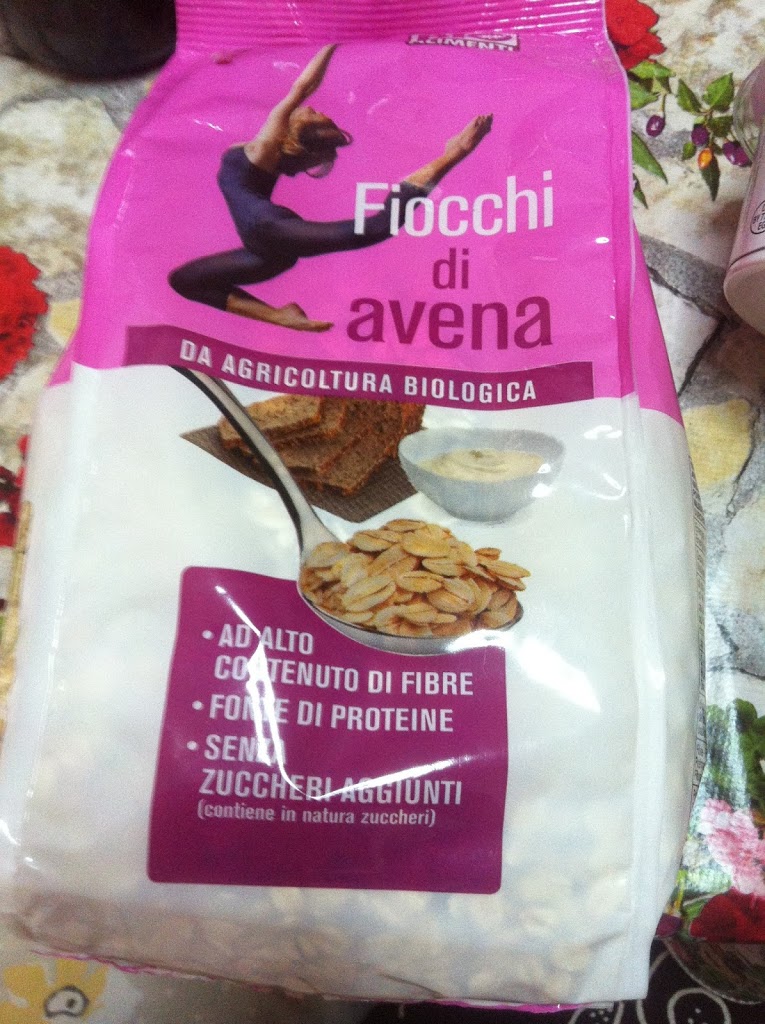 ALIMENTI
Fiocchi
di
avena
DA AGRICOLTURA BIOLOGICA
• AD ALTO
CONTENUTO DI FIBRE
• FONTE DI PROTEINE
• SENZA
ZUCCHERI AGGIUNTI
(contiene in natura zuccheri)